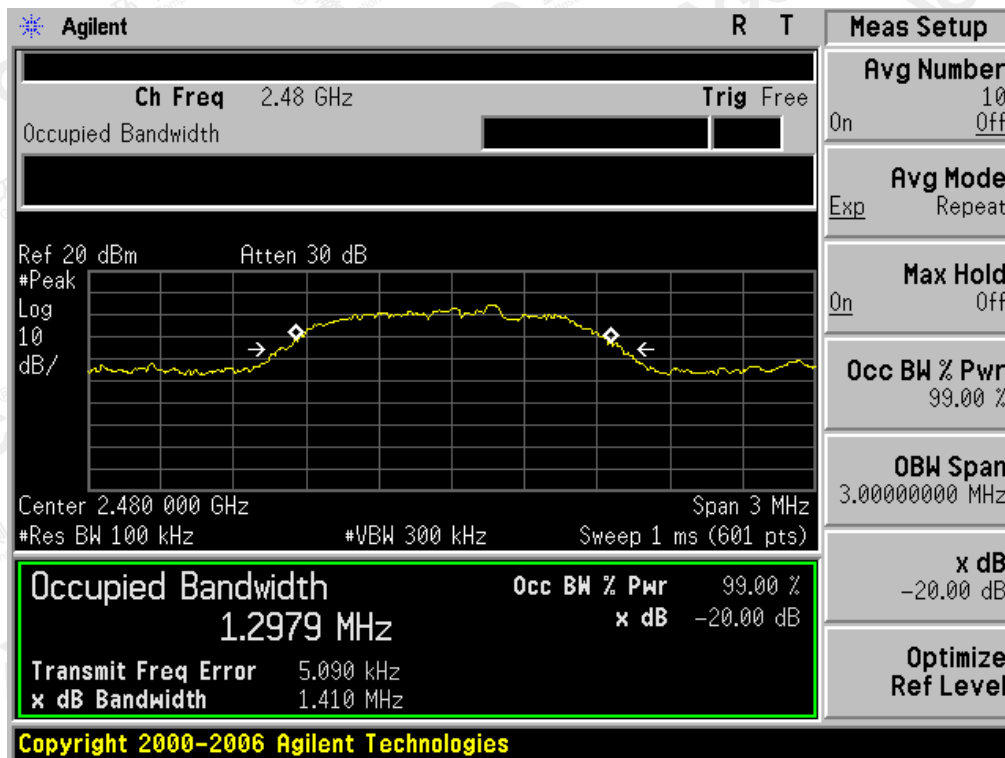 Agilent R T
Ch Freq 2.48 GHz Trig Free
Occupied Bandwidth
Ref 20 dBm Atten 30 dB
#Peak
Log
10
dB/
Center 2.480 000 GHz Span 3 MHz
#Res BW 100 kHz #VBW 300 kHz Sweep 1 ms (601 pts)
Occupied Bandwidth Occ BW % Pwr 99.00 %
1.2979 MHz x dB -20.00 dB
Transmit Freq Error 5.090 kHz
x dB Bandwidth 1.410 MHz
Copyright 2000-2006 Agilent Technologies
Meas Setup
Avg Number
10
On Off
Avg Mode
Exp Repeat
Max Hold
On Off
Occ BW % Pwr
99.00 %
OBW Span
3.00000000 MHz
x dB
-20.00 dB
Optimize
Ref Level